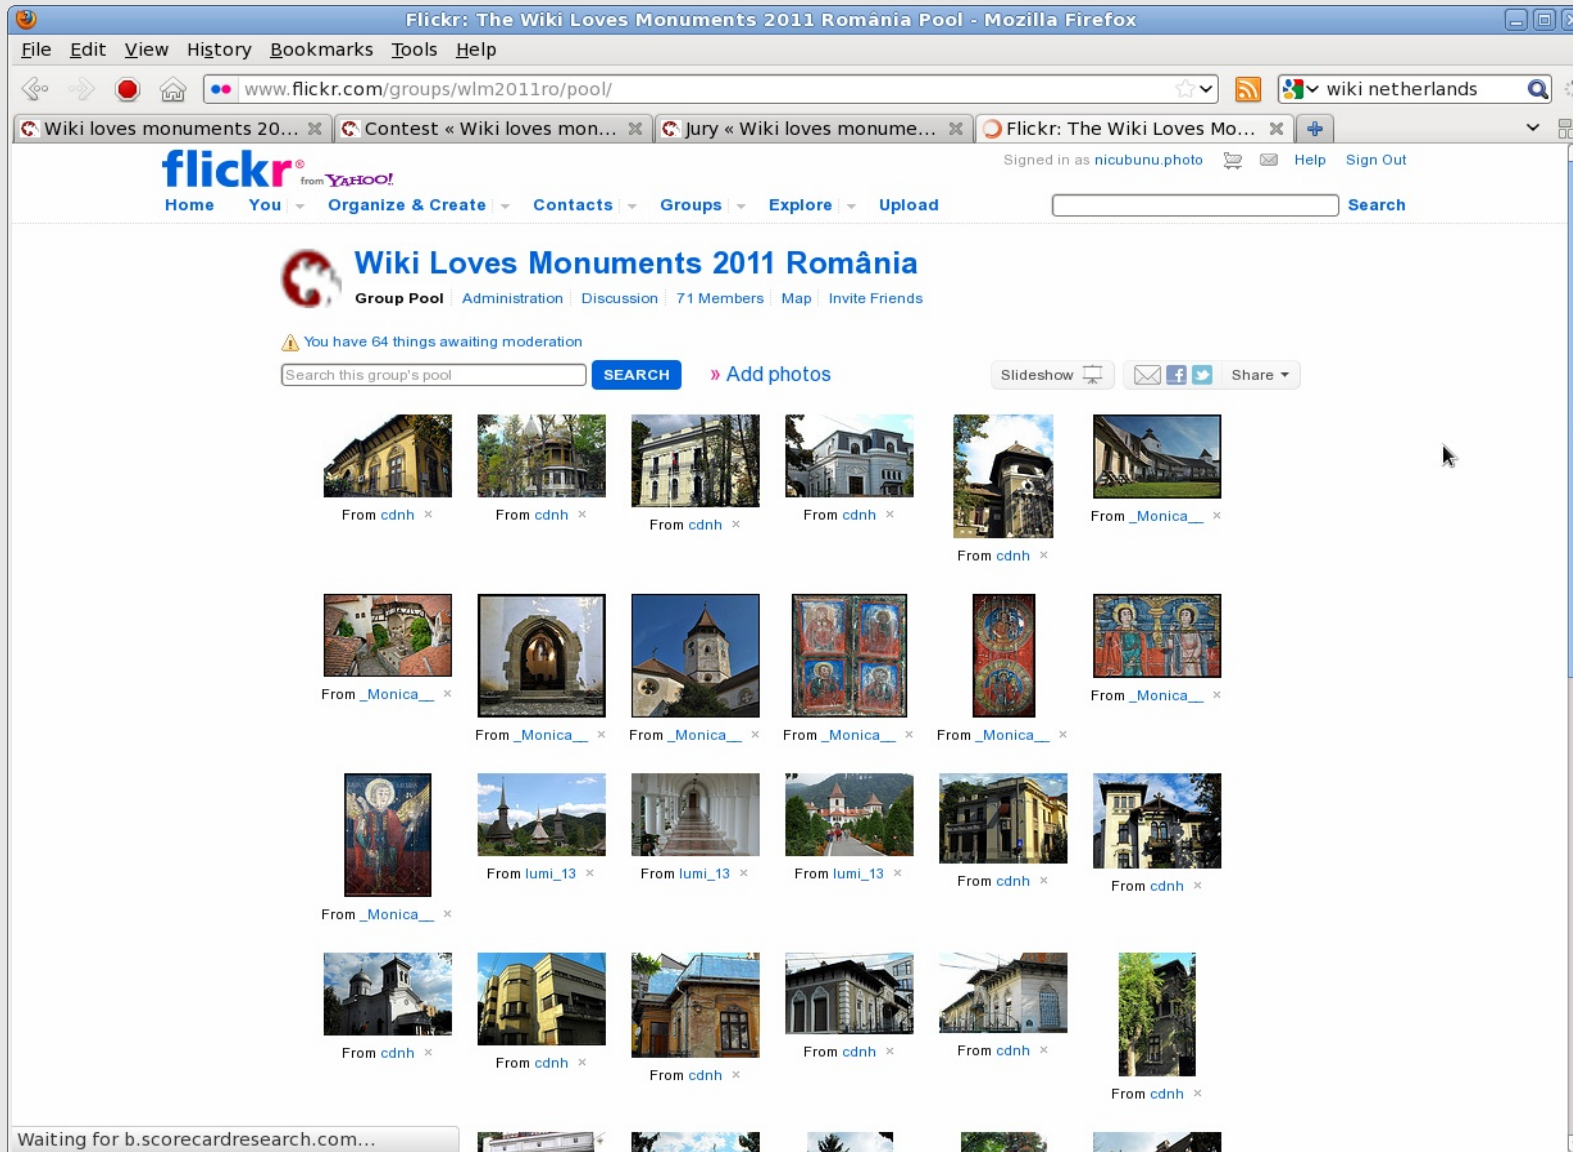 Flickr: The Wiki Loves Monuments 2011 România Pool - Mozilla Firefox
File Edit View History Bookmarks Tools Help
www.flickr.com/groups/wlm2011ro/pool/ wiki netherlands
Wiki loves monuments 20... Contest « Wiki loves mon... Jury « Wiki loves monume... Flickr: The Wiki Loves Mo...
flickr® from YAHOO! Signed in as nicubunu.photo Help Sign Out
Home You Organize & Create Contacts Groups Explore Upload Search
Wiki Loves Monuments 2011 România
Group Pool Administration Discussion 71 Members Map Invite Friends
You have 64 things awaiting moderation
Search this group's pool SEARCH » Add photos Slideshow Share
From cdnh × From cdnh × From cdnh × From cdnh × From cdnh × From _Monica__ ×
From _Monica__ × From _Monica__ × From _Monica__ × From _Monica__ × From _Monica__ × From _Monica__ ×
From _Monica__ × From lumi_13 × From lumi_13 × From lumi_13 × From cdnh × From cdnh ×
From cdnh × From cdnh × From cdnh × From cdnh × From cdnh × From cdnh ×
Waiting for b.scorecardresearch.com...